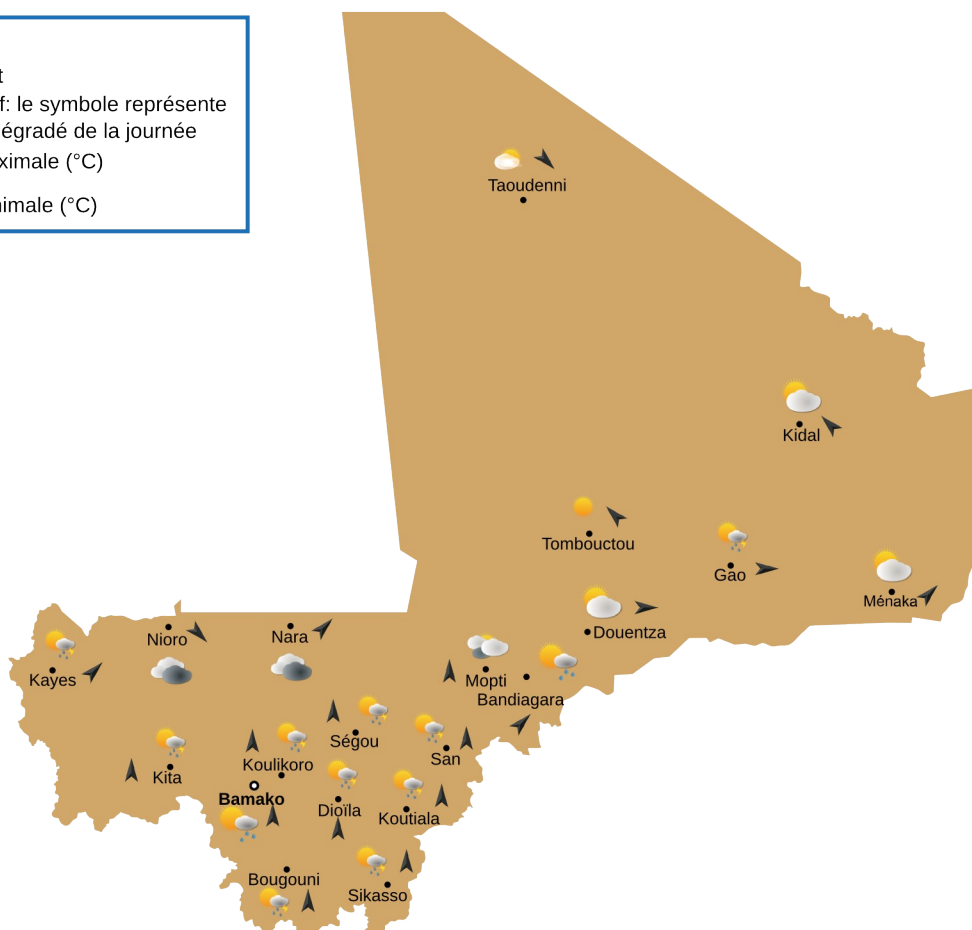 t
f: le symbole représente
égradé de la journée
ximale (°C)
nimale (°C)
Taoudenni
Kidal
Tombouctou
Gao
Ménaka
Douentza
Nioro
Nara
Kayes
Mopti
Bandiagara
Ségou
San
Koulikoro
Kita
Bamako
Dioïla
Koutiala
Bougouni
Sikasso